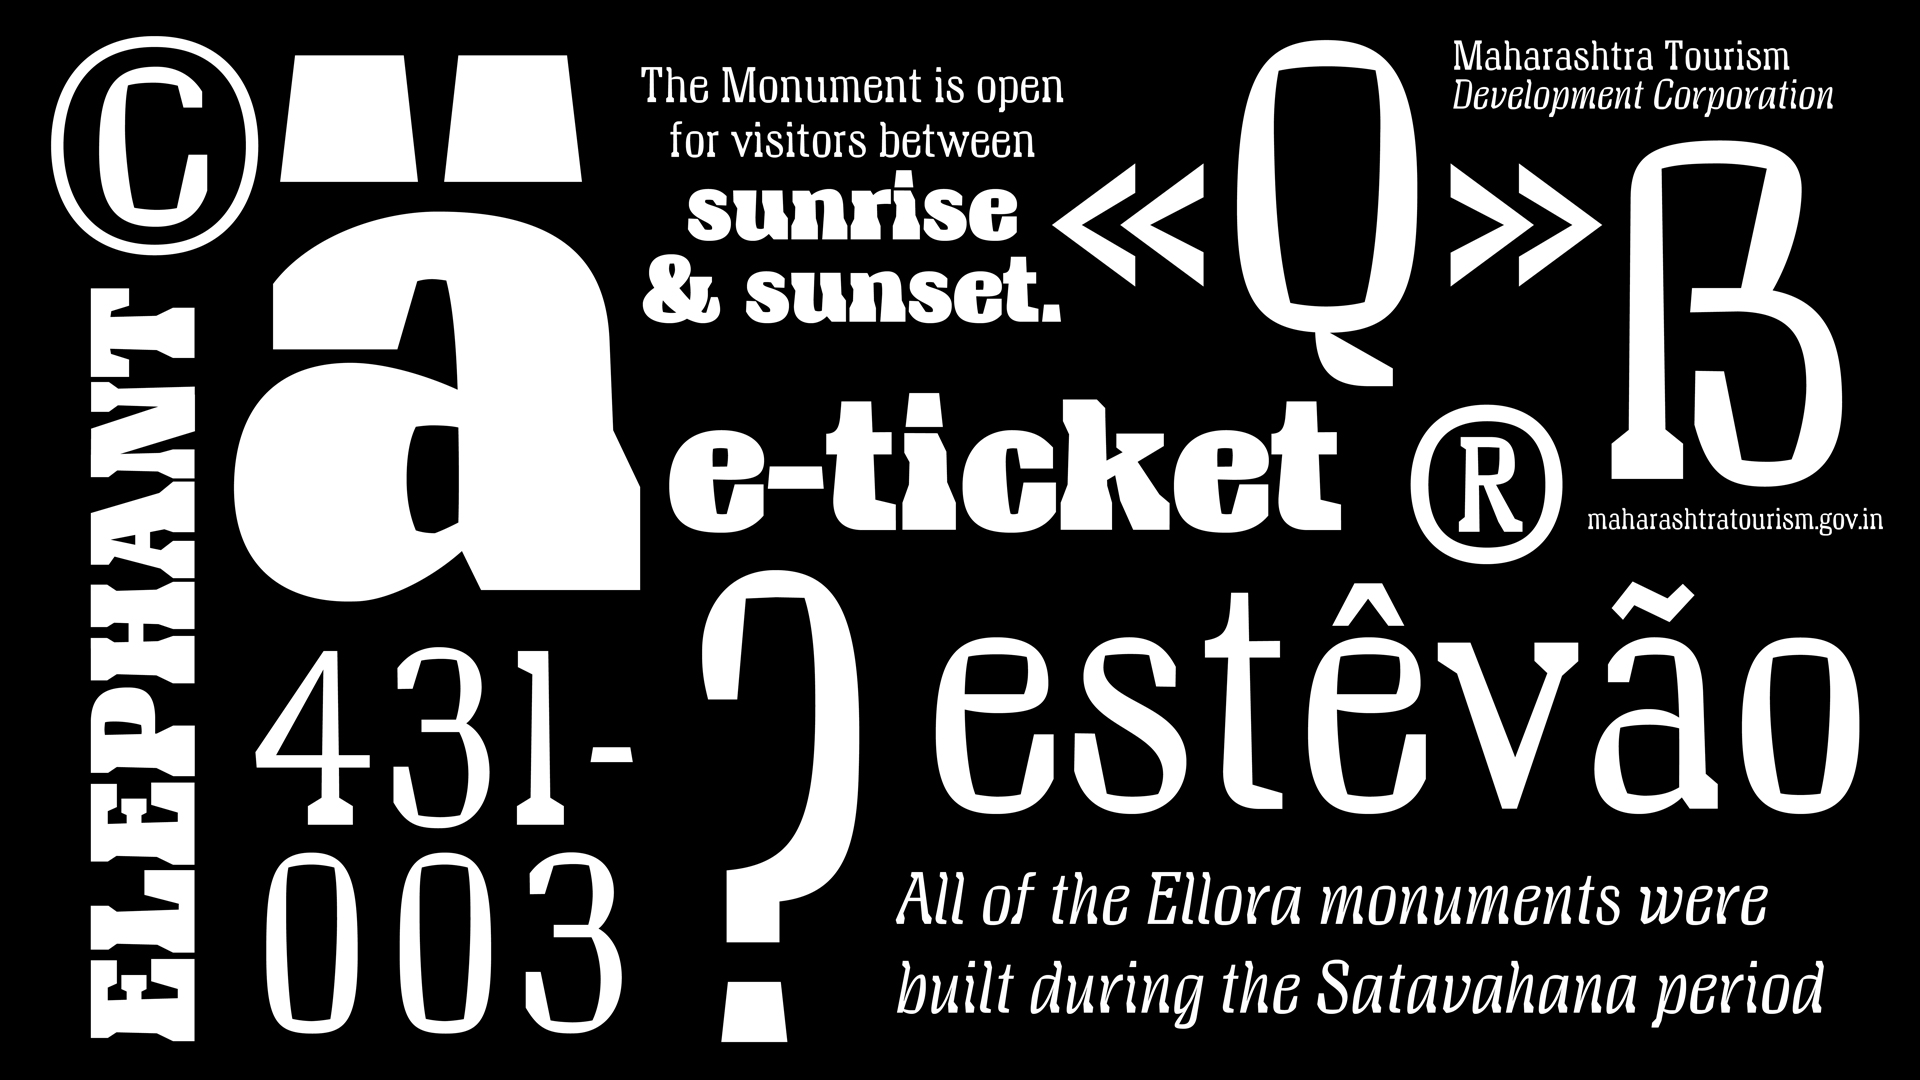 ©
ä
The Monument is open
for visitors between
sunrise
& sunset.
«Q»
Maharashtra Tourism
Development Corporation
ß
ELEPHANT
e-ticket
®
maharashtratourism.gov.in
431-
003
?
estêvão
All of the Ellora monuments were
built during the Satavahana period